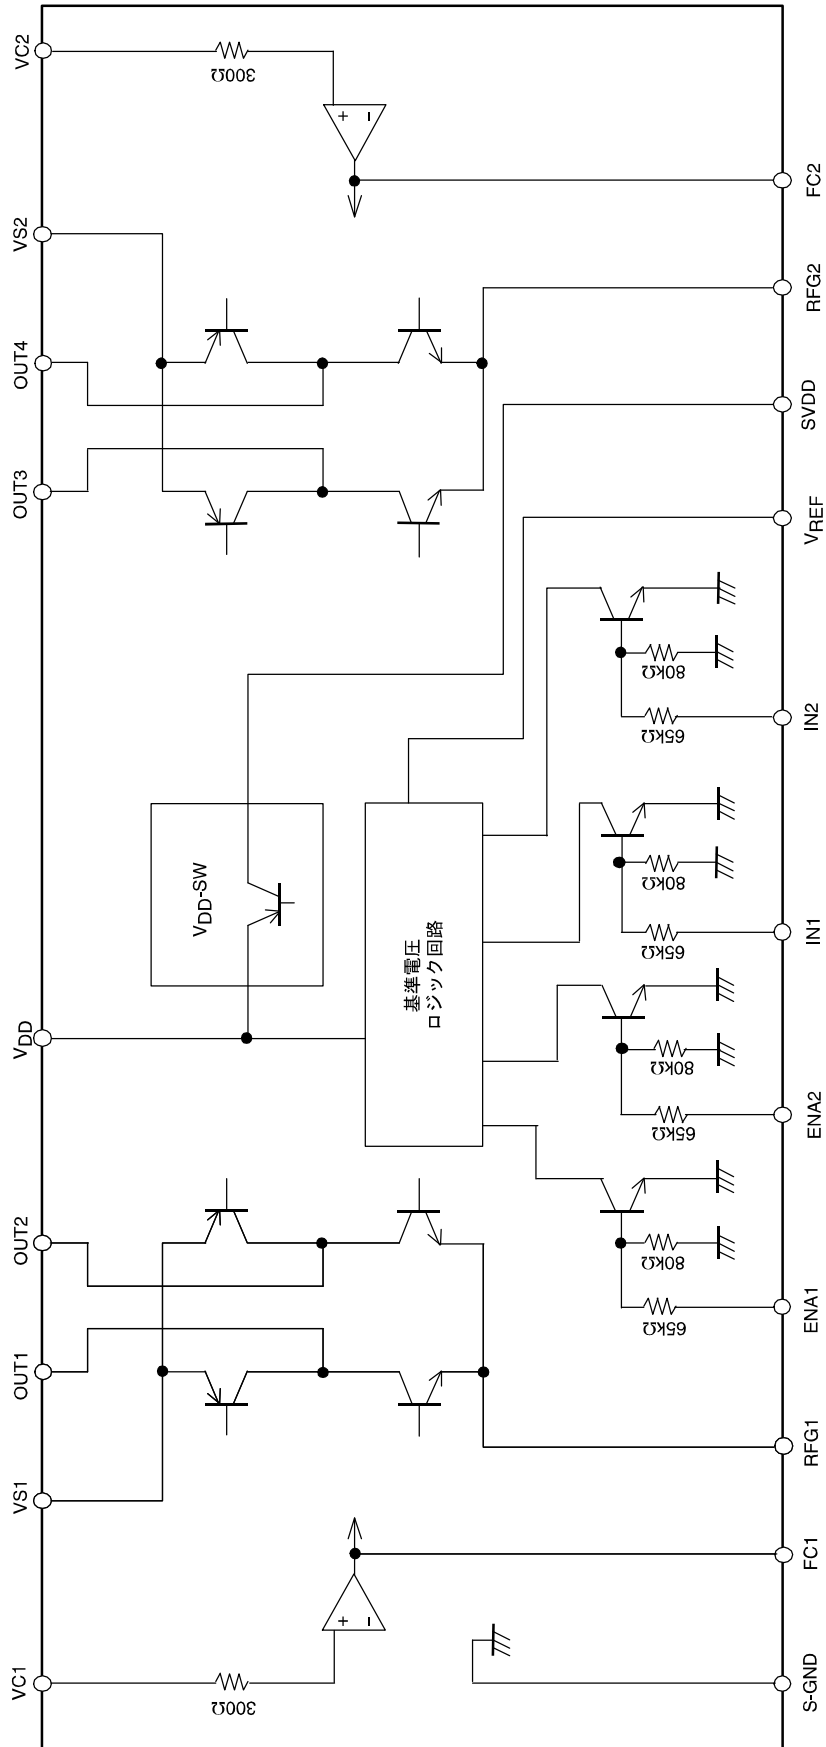 VC1
VS1
OUT1
OUT2
VDD
OUT3
OUT4
VS2
VC2
300Ω
300Ω
VDD-SW
+
−
+
−
基準電圧
ロジック回路
65kΩ
80kΩ
65kΩ
80kΩ
65kΩ
80kΩ
65kΩ
80kΩ
S-GND
FC1
RFG1
ENA1
ENA2
IN1
IN2
VREF
SVDD
RFG2
FC2